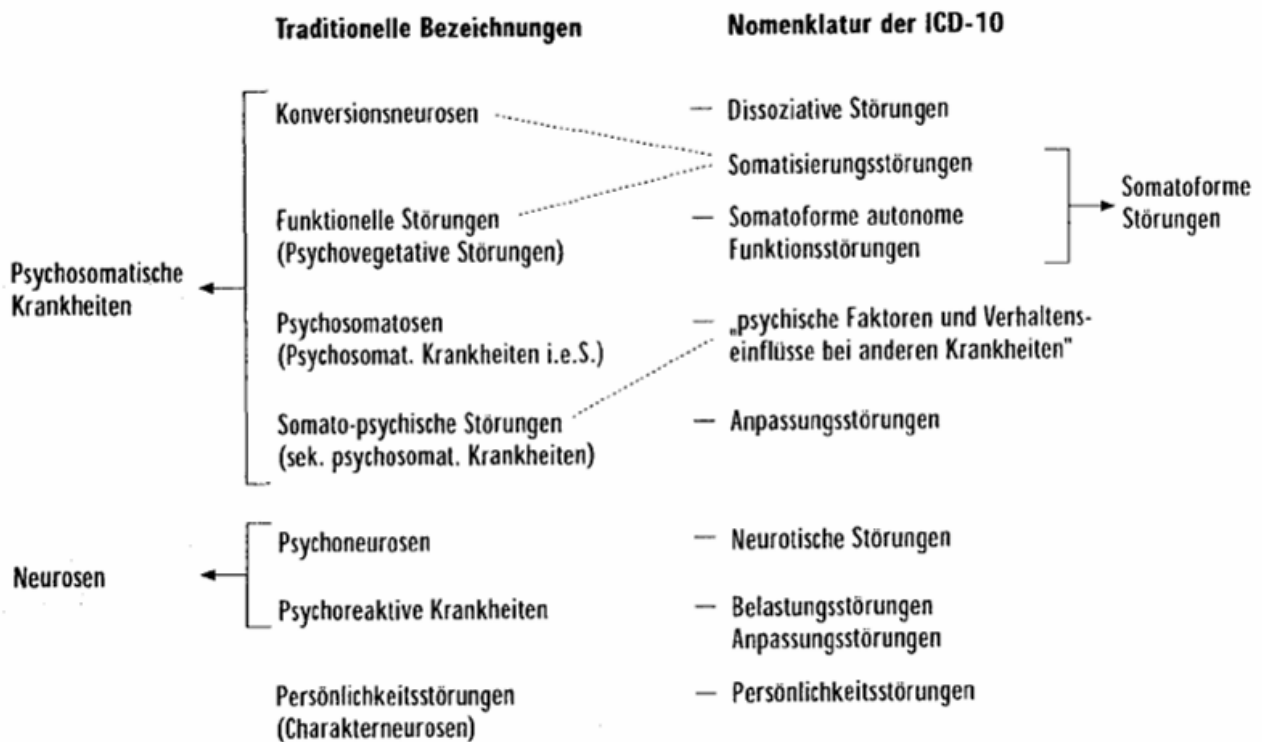 Traditionelle Bezeichnungen
Nomenklatur der ICD-10
Konversionsneurosen
— Dissoziative Störungen
Somatisierungsstörungen
Somatoforme
Störungen
Funktionelle Störungen
(Psychovegetative Störungen)
— Somatoforme autonome
Funktionsstörungen
Psychosomatische
Krankheiten
Psychosomatosen
(Psychosomat. Krankheiten i.e.S.)
— „psychische Faktoren und Verhaltens-
einflüsse bei anderen Krankheiten"
Somato-psychische Störungen
(sek. psychosomat. Krankheiten)
— Anpassungsstörungen
Neurosen
Psychoneurosen
— Neurotische Störungen
Psychoreaktive Krankheiten
— Belastungsstörungen
Anpassungsstörungen
Persönlichkeitsstörungen
(Charakterneurosen)
— Persönlichkeitsstörungen